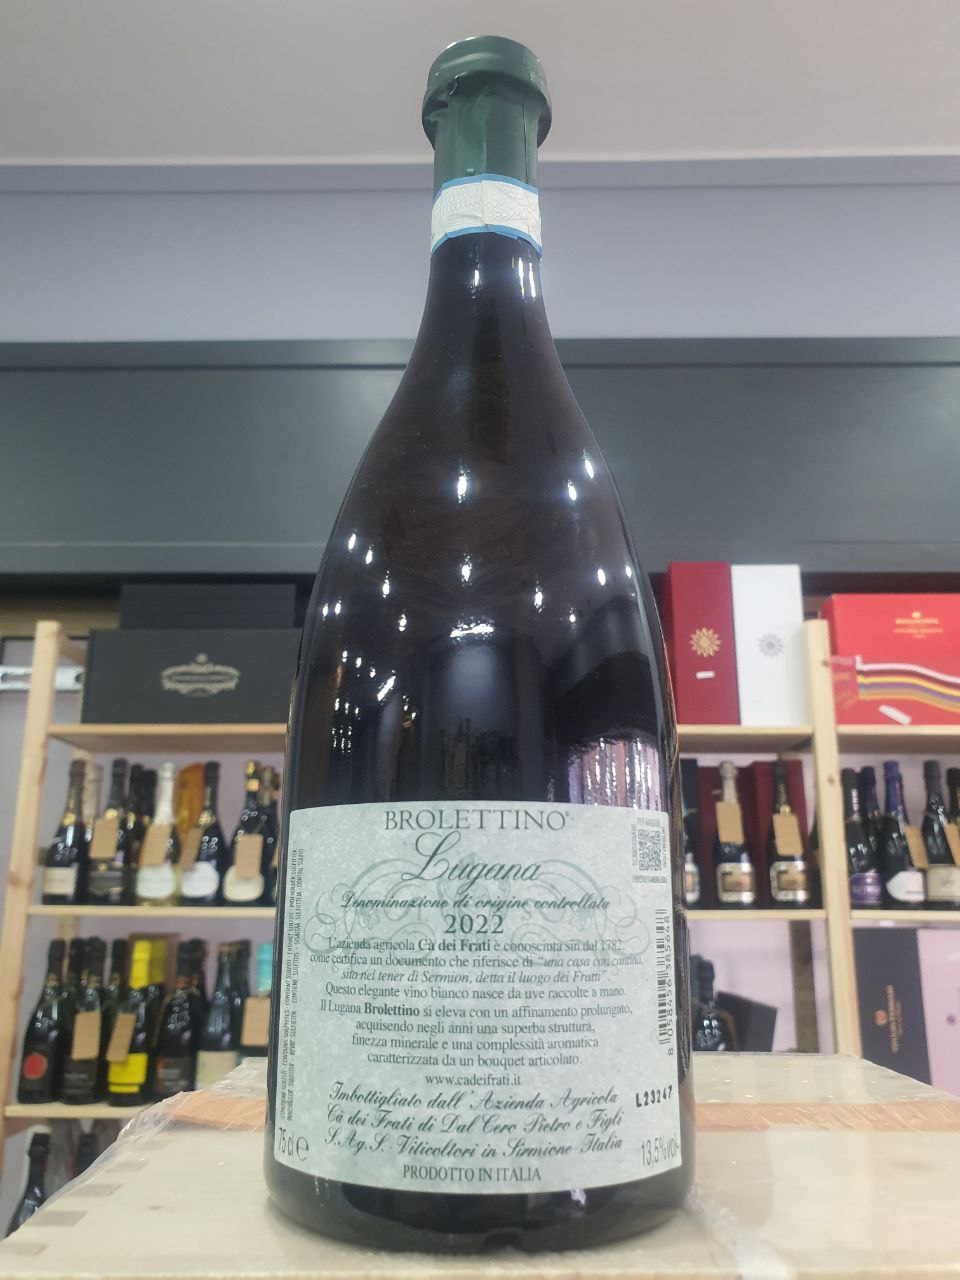 BROLETTINO®
Lugana
Denominazione di origine controllata
2022
L'azienda agricola Cà dei Frati è conosciuta sin dal 1782,
come certifica un documento che riferisce di "una casa con cantina
sita nel tener di Sermion, detta il luogo dei Fratti".
Questo elegante vino bianco nasce da uve raccolte a mano.
Il Lugana Brolettino si eleva con un affinamento prolungato,
acquisendo negli anni una superba struttura,
finezza minerale e una complessità aromatica
caratterizzata da un bouquet articolato.
www.cadeifrati.it
Imbottigliato dall'Azienda Agricola
Cà dei Frati di Dal Cero Pietro e Figli
S.Ag.S. - Viticoltori in Sirmione - Italia
PRODOTTO IN ITALIA
75 cl e
L23247
13,5%vol
8 058456 385648